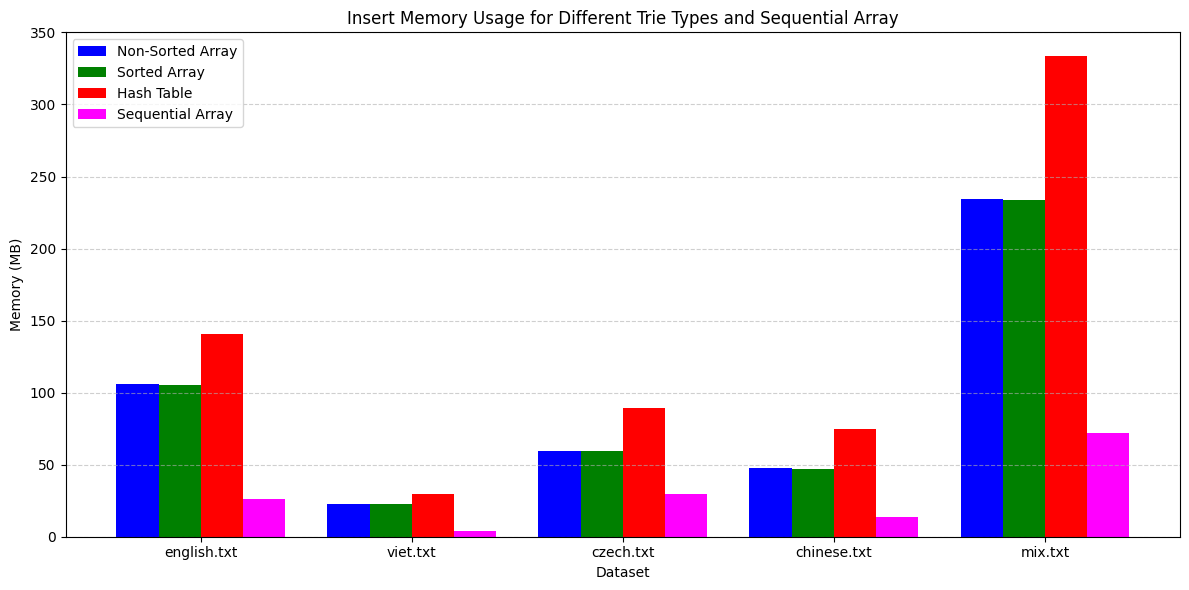 Insert Memory Usage for Different Trie Types and Sequential Array
Non-Sorted Array
Sorted Array
Hash Table
Sequential Array
Memory (MB)
350
300
250
200
150
100
50
0
english.txt
viet.txt
czech.txt
chinese.txt
mix.txt
Dataset